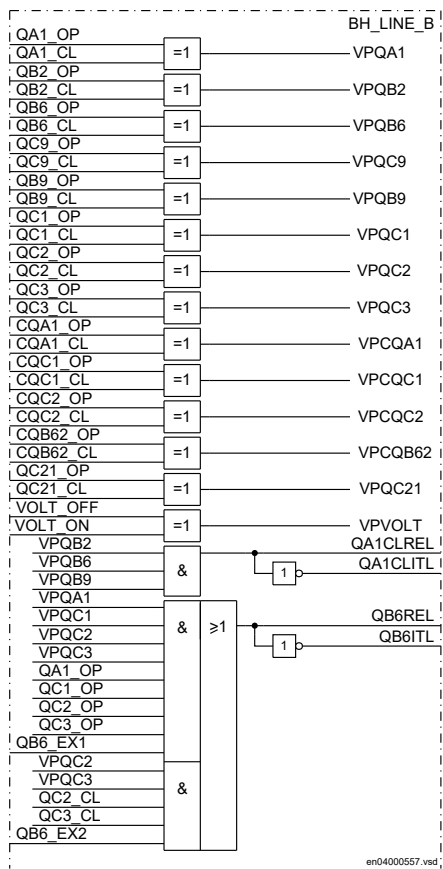 BH_LINE_B
QA1_OP
QA1_CL =1 VPQA1
QB2_OP
QB2_CL =1 VPQB2
QB6_OP
QB6_CL =1 VPQB6
QC9_OP
QC9_CL =1 VPQC9
QB9_OP
QB9_CL =1 VPQB9
QC1_OP
QC1_CL =1 VPQC1
QC2_OP
QC2_CL =1 VPQC2
QC3_OP
QC3_CL =1 VPQC3
CQA1_OP
CQA1_CL =1 VPCQA1
CQC1_OP
CQC1_CL =1 VPCQC1
CQC2_OP
CQC2_CL =1 VPCQC2
CQB62_OP
CQB62_CL =1 VPCQB62
QC21_OP
QC21_CL =1 VPQC21
VOLT_OFF
VOLT_ON =1 VPVOLT
VPQB2 QA1CLREL
VPQB6 & 1 QA1CLITL
VPQB9
VPQA1
VPQC1 QB6REL
VPQC2 & ≥1 QB6ITL
VPQC3 1
QA1_OP
QC1_OP
QC2_OP
QC3_OP
QB6_EX1
VPQC2
VPQC3 &
QC2_CL
QC3_CL
QB6_EX2
en04000557.vsd